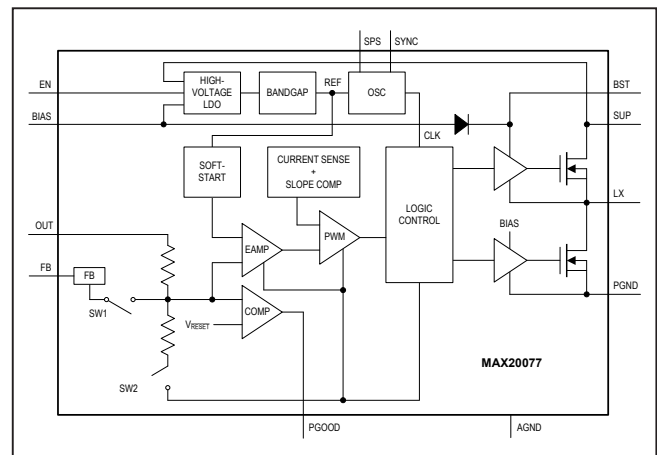 SPS
SYNC
EN
HIGH-
VOLTAGE
LDO
BANDGAP
REF
OSC
BST
BIAS
SUP
CLK
SOFT-
START
CURRENT SENSE
+
SLOPE COMP
LOGIC
CONTROL
LX
OUT
EAMP
PWM
BIAS
FB
FB
PGND
SW1
VRESET
COMP
MAX20077
SW2
PGOOD
AGND